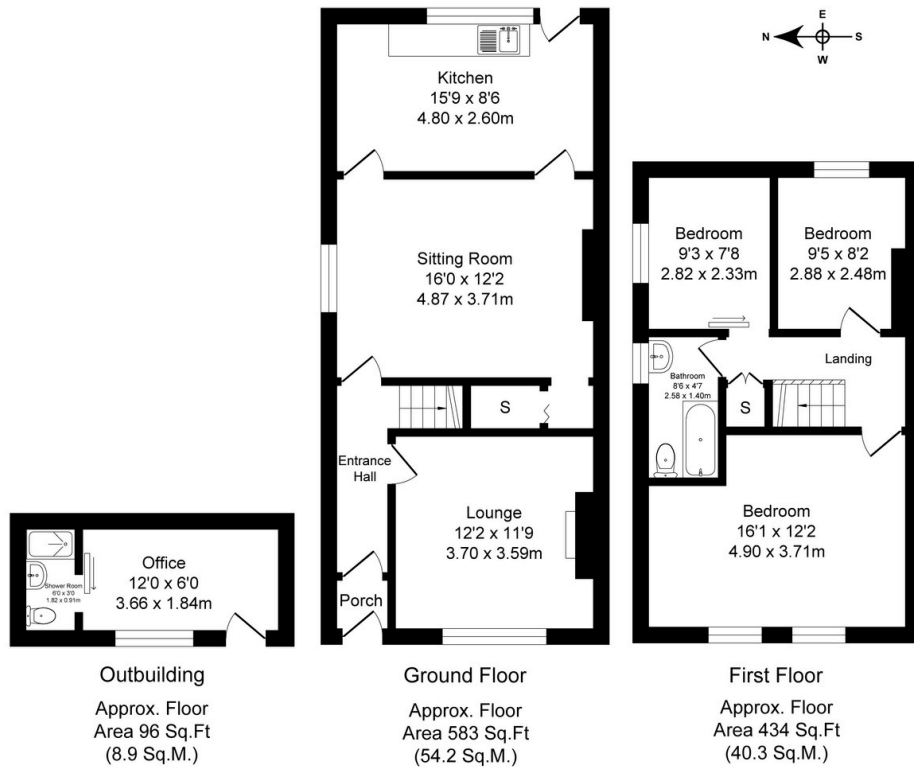 E
N
S
W
Kitchen
15'9 x 8'6
4.80 x 2.60m
Sitting Room
16'0 x 12'2
4.87 x 3.71m
S
Entrance
Hall
Lounge
12'2 x 11'9
3.70 x 3.59m
Porch
Bedroom
9'3 x 7'8
2.82 x 2.33m
Bedroom
9'5 x 8'2
2.88 x 2.48m
Landing
Bathroom
8'6 x 4'7
2.58 x 1.40m
S
Bedroom
16'1 x 12'2
4.90 x 3.71m
Office
12'0 x 6'0
3.66 x 1.84m
Shower Room
6'0 x 3'0
1.82 x 0.91m
Outbuilding
Approx. Floor
Area 96 Sq.Ft
(8.9 Sq.M.)
Ground Floor
Approx. Floor
Area 583 Sq.Ft
(54.2 Sq.M.)
First Floor
Approx. Floor
Area 434 Sq.Ft
(40.3 Sq.M.)